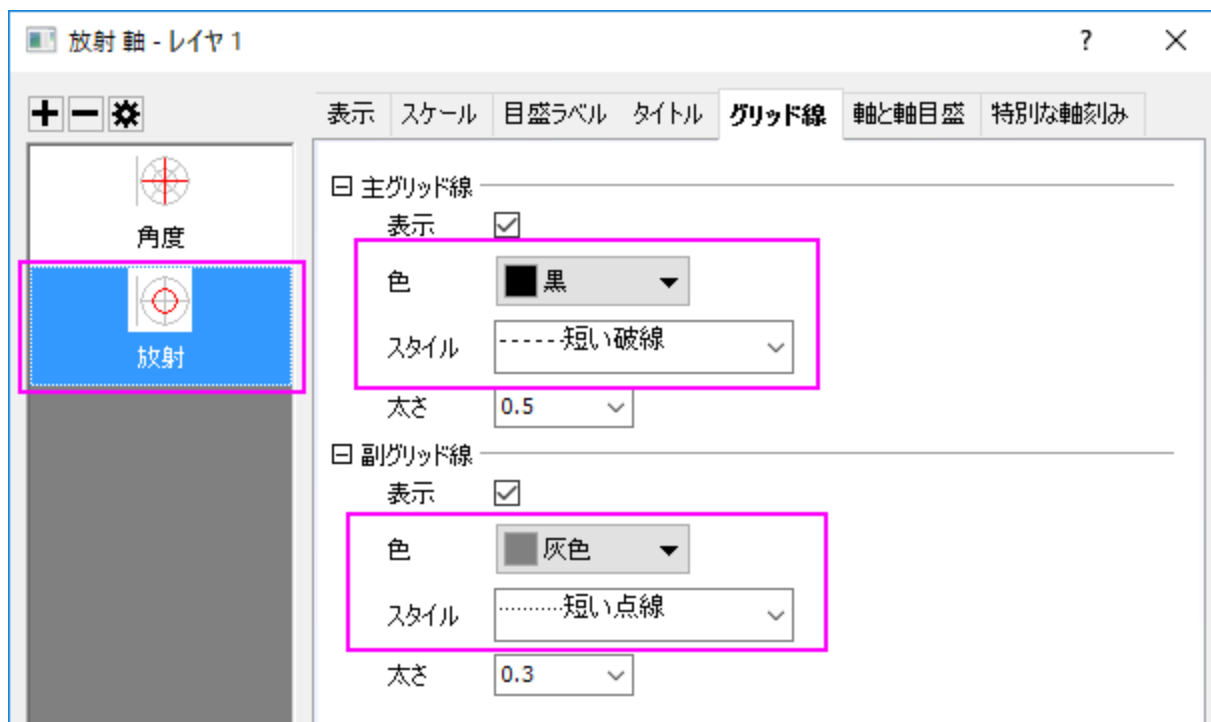 放射 軸 - レイヤ 1 ?
表示 スケール 目盛ラベル タイトル グリッド線 軸と軸目盛 特別な軸刻み
角度
放射
主グリッド線
表示
色 黒
スタイル ------短い破線
太さ 0.5
副グリッド線
表示
色 灰色
スタイル ...........短い点線
太さ 0.3